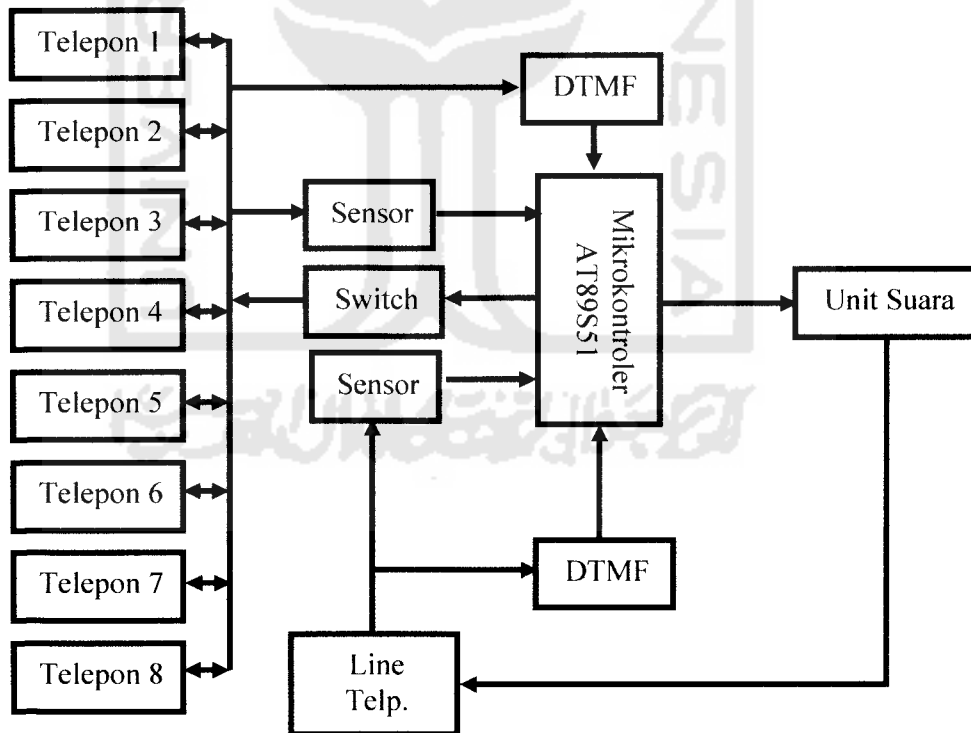 Telepon 1
Telepon 2
Telepon 3
Telepon 4
Telepon 5
Telepon 6
Telepon 7
Telepon 8
DTMF
Sensor
Switch
Sensor
Mikrokontroler
AT89S51
Unit Suara
DTMF
Line
Telp.
NESIA